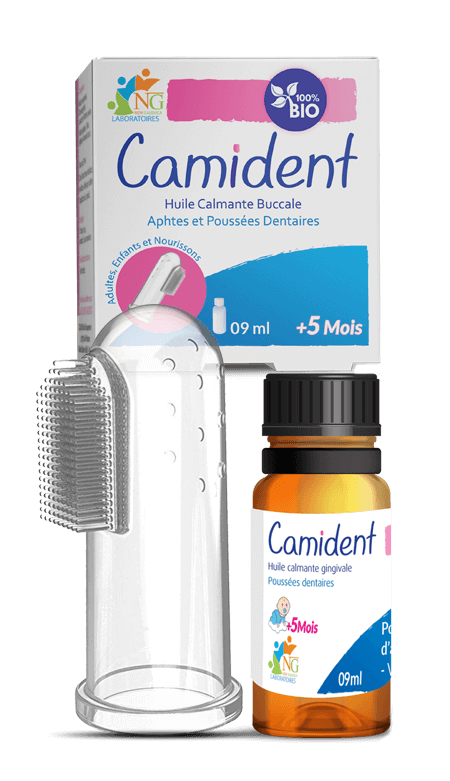 NG
LABORATOIRES
100%
BIO
Camident
Huile Calmante Buccale
Aphtes et Poussées Dentaires
Adultes, Enfants et Nourissons
09 ml
+5 Mois
Camident
Huile calmante gingivale
Poussées dentaires
+5Mois
NG
LABORATOIRES
09ml